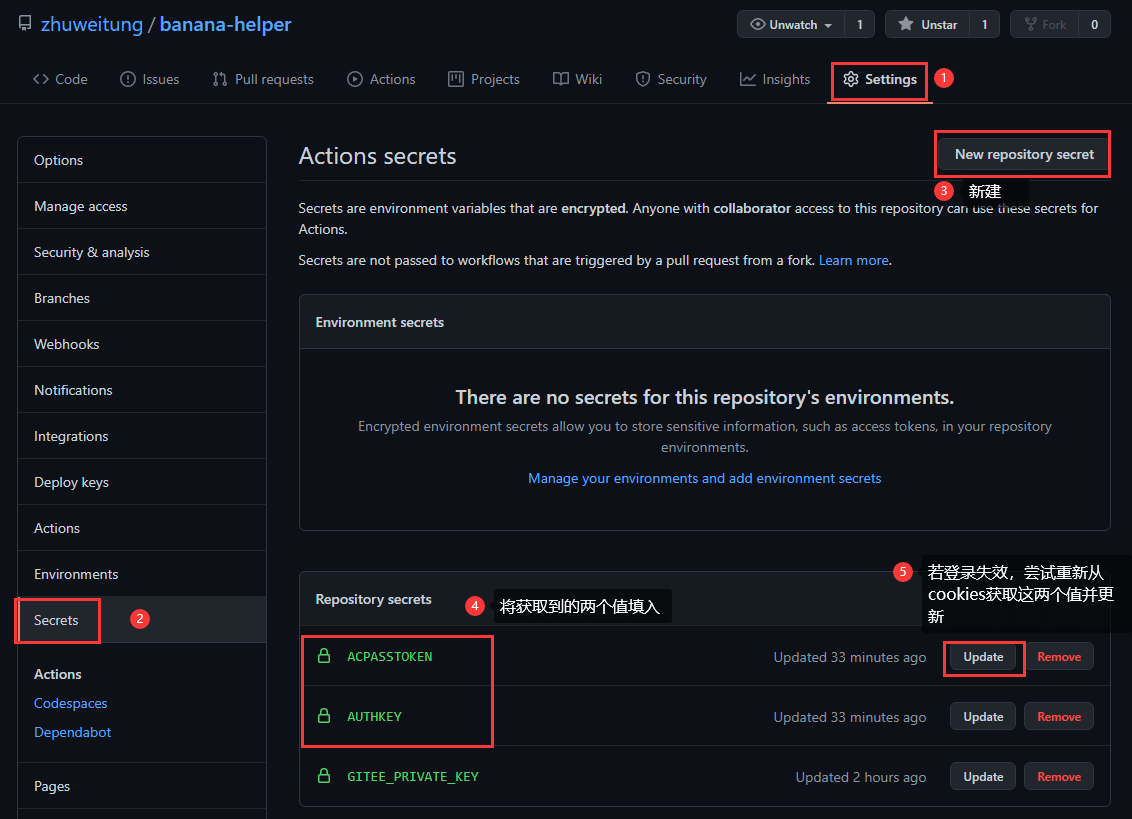 zhuweitung / banana-helper
Unwatch 1 Unstar 1 Fork 0
Code Issues Pull requests Actions Projects Wiki Security Insights Settings 1
Options
Manage access
Security & analysis
Branches
Webhooks
Notifications
Integrations
Deploy keys
Actions
Environments
Secrets 2
Actions
Codespaces
Dependabot
Pages
Actions secrets
New repository secret
3 新建
Secrets are environment variables that are encrypted. Anyone with collaborator access to this repository can use these secrets for
Actions.
Secrets are not passed to workflows that are triggered by a pull request from a fork. Learn more.
Environment secrets
There are no secrets for this repository's environments.
Encrypted environment secrets allow you to store sensitive information, such as access tokens, in your repository
environments.
Manage your environments and add environment secrets
Repository secrets
4 将获取到的两个值填入
5 若登录失效，尝试重新从
cookies获取这两个值并更
新
ACPASSTOKEN Updated 33 minutes ago Update Remove
AUTHKEY Updated 33 minutes ago Update Remove
GITEE_PRIVATE_KEY Updated 2 hours ago Update Remove